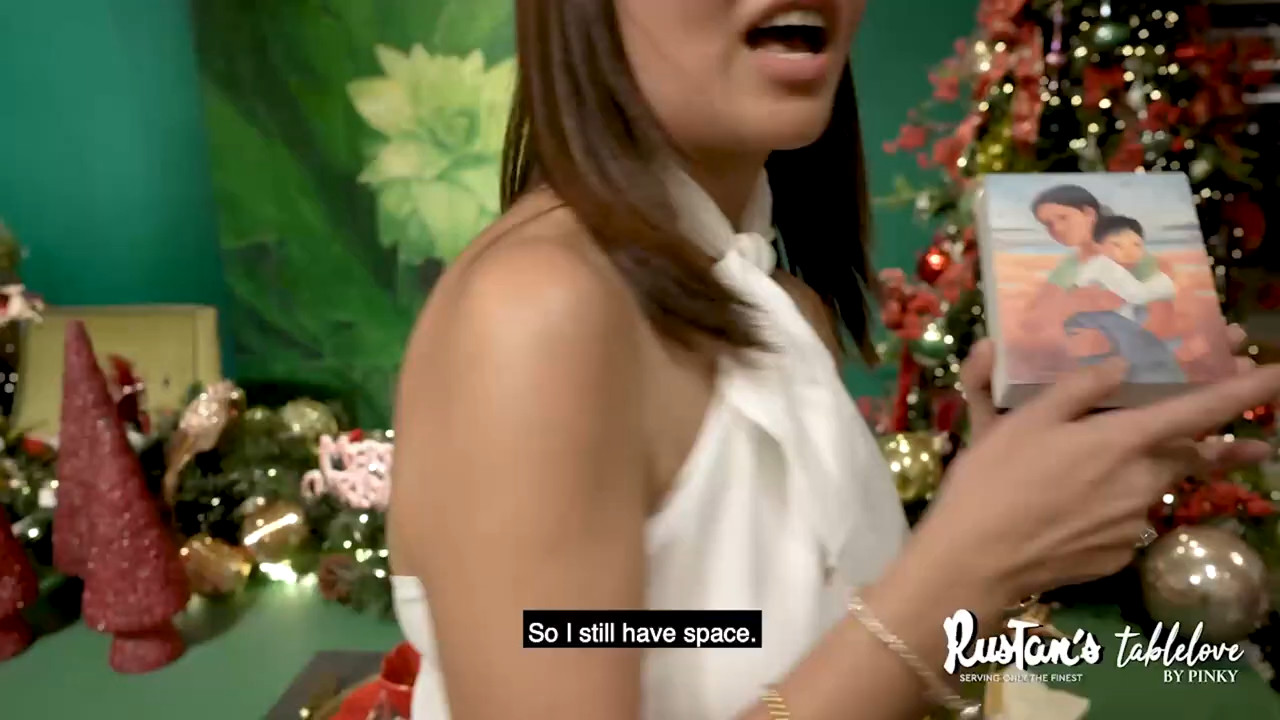 So I still have space.
Rustan's
SERVING ONLY THE FINEST
tablelove
BY PINKY